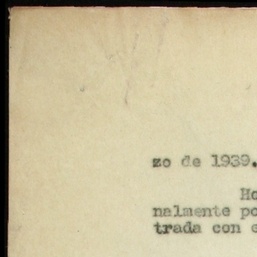 zo de 1939.
Ho
nalmente po
trada con e